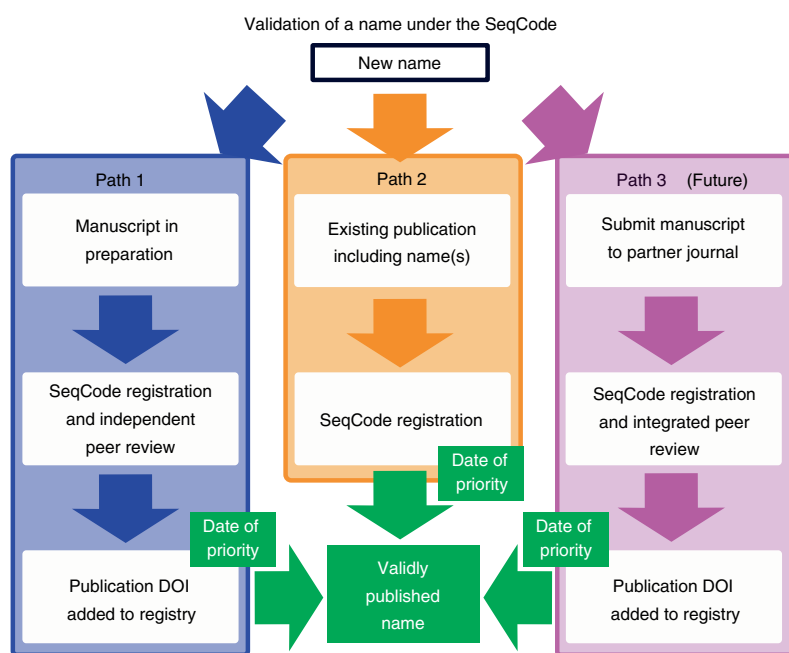 Validation of a name under the SeqCode
New name
Path 1
Manuscript in
preparation
SeqCode registration
and independent
peer review
Date of
priority
Publication DOI
added to registry
Path 2
Existing publication
including name(s)
SeqCode registration
Date of
priority
Validly
published
name
Path 3 (Future)
Submit manuscript
to partner journal
SeqCode registration
and integrated peer
review
Date of
priority
Publication DOI
added to registry